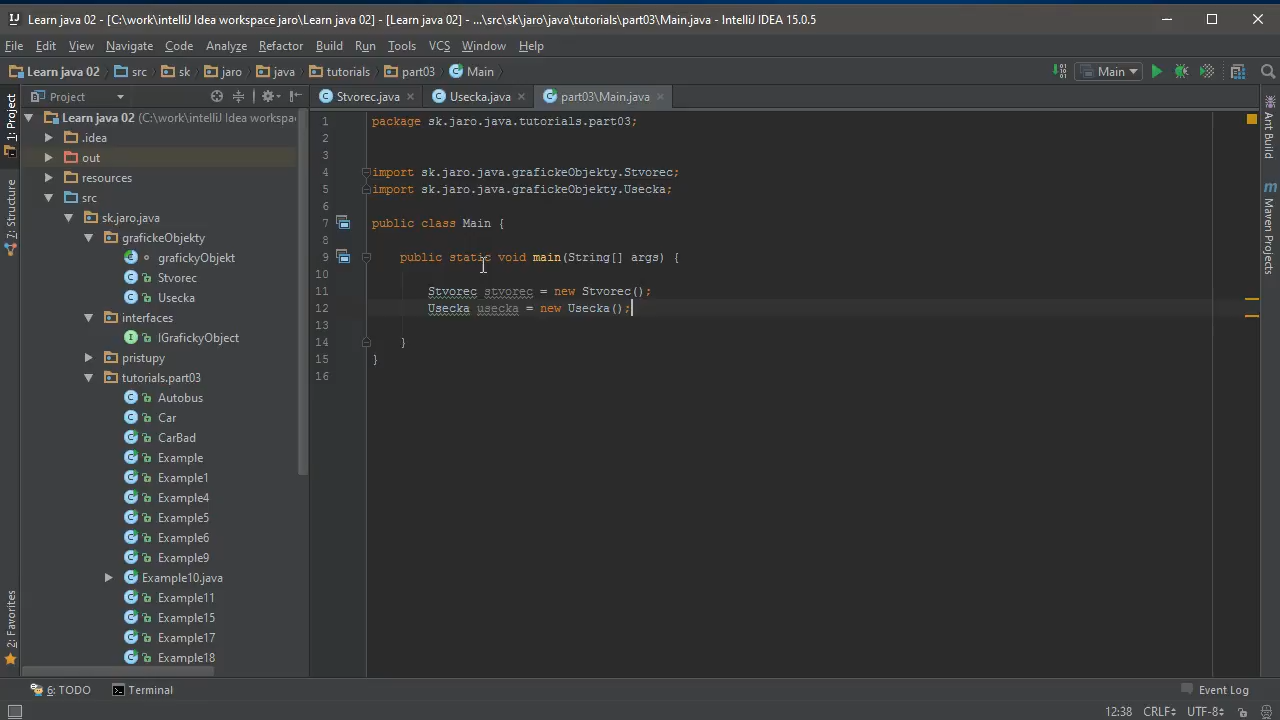 Learn java 02 - [C:\work\intelliJ Idea workspace jaro\Learn java 02] - [Learn java 02] - ...\src\sk\jaro\java\tutorials\part03\Main.java - IntelliJ IDEA 15.0.5
File Edit View Navigate Code Analyze Refactor Build Run Tools VCS Window Help
Learn java 02 src sk jaro java tutorials part03 Main Main
1: Project
7: Structure
2: Favorites
Project
Learn java 02 (C:\work\intelliJ Idea workspa
.idea
out
resources
src
sk.jaro.java
grafickeObjekty
grafickyObjekt
Stvorec
Usecka
interfaces
IGrafickyObject
pristupy
tutorials.part03
Autobus
Car
CarBad
Example
Example1
Example4
Example5
Example6
Example9
Example10.java
Example11
Example15
Example17
Example18
Stvorec.java Usecka.java part03\Main.java
1 package sk.jaro.java.tutorials.part03;
2
3
4 import sk.jaro.java.grafickeObjekty.Stvorec;
5 import sk.jaro.java.grafickeObjekty.Usecka;
6
7 public class Main {
8
9 public static void main(String[] args) {
10
11 Stvorec stvorec = new Stvorec();
12 Usecka usecka = new Usecka();
13
14 }
15 }
16
Ant Build
Maven Projects
6: TODO Terminal Event Log
12:38 CRLF UTF-8